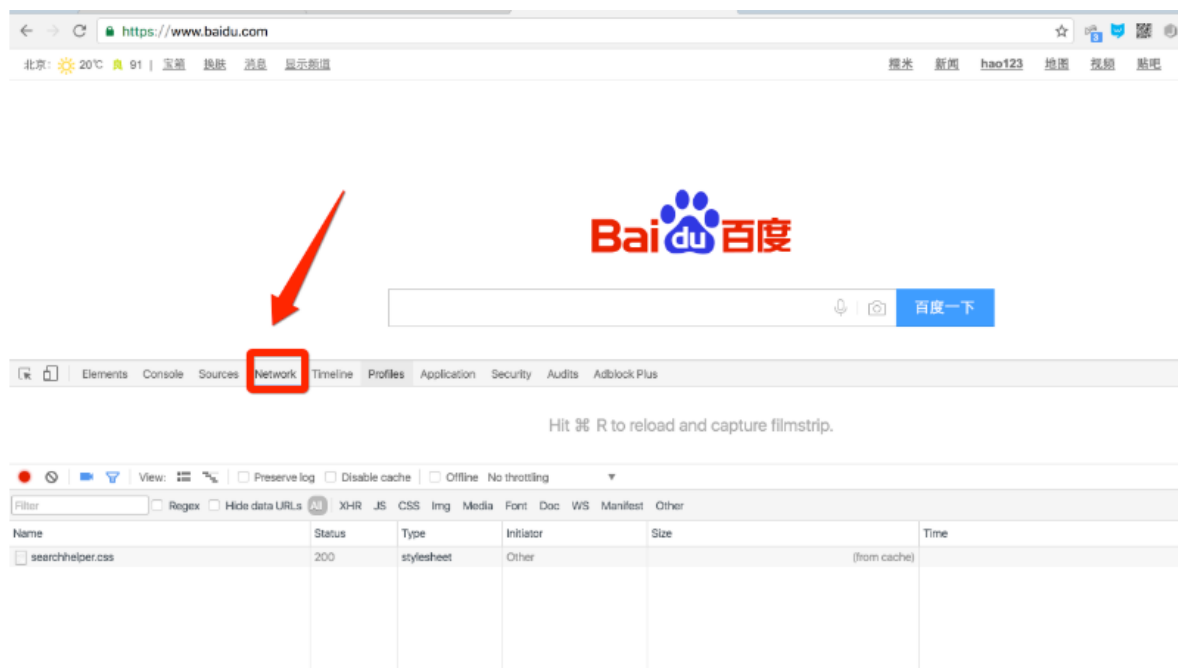 https://www.baidu.com
3
北京: 20℃ 良 91 | 宝箱 换肤 消息 显示频道
糯米 新闻 hao123 地图 视频 贴吧
Bai du 百度
百度一下
Elements Console Sources Network Timeline Profiles Application Security Audits Adblock Plus
Hit ⌘ R to reload and capture filmstrip.
View: Preserve log Disable cache Offline No throttling
Filter Regex Hide data URLs All XHR JS CSS Img Media Font Doc WS Manifest Other
Name Status Type Initiator Size Time
searchhelper.css 200 stylesheet Other (from cache)